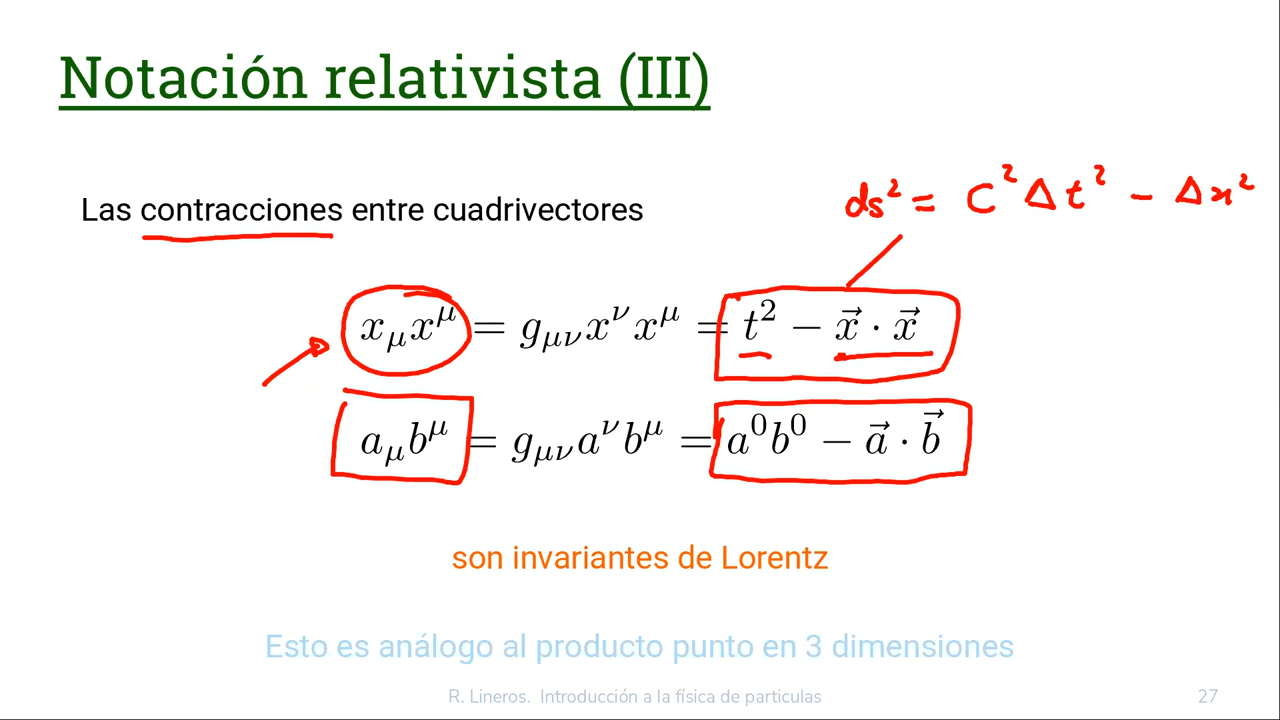 Notación relativista (III)
ds² = C²Δt² − Δx²
Las contracciones entre cuadrivectores
x_μ x^μ = g_μν x^ν x^μ = t² − x⃗ · x⃗
a_μ b^μ = g_μν a^ν b^μ = a⁰b⁰ − a⃗ · b⃗
son invariantes de Lorentz
Esto es análogo al producto punto en 3 dimensiones
R. Lineros. Introducción a la física de particulas 27